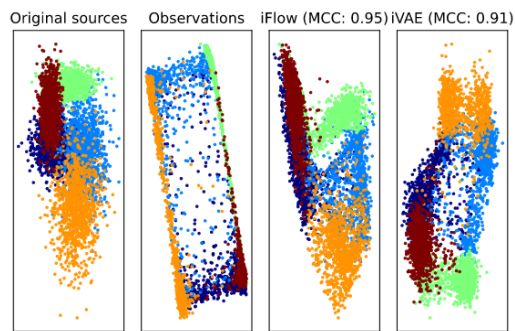 Original sources
Observations
iFlow (MCC: 0.95)
iVAE (MCC: 0.91)